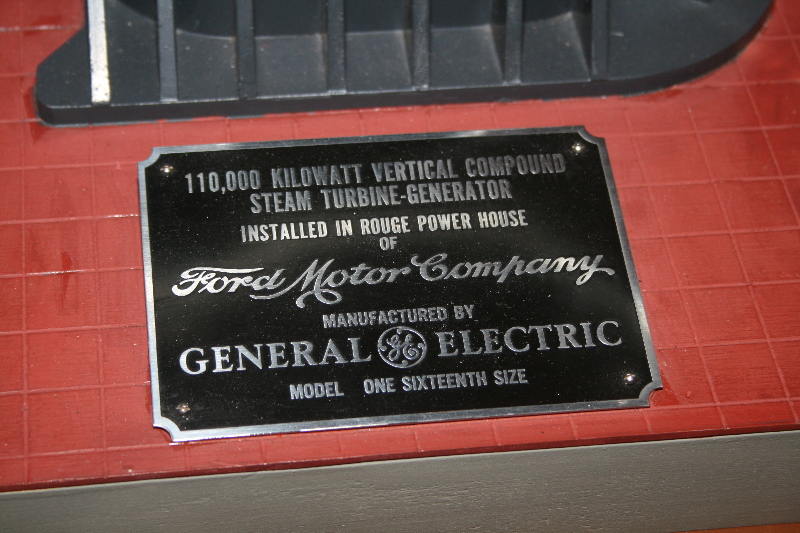 110,000 KILOWATT VERTICAL COMPOUND
STEAM TURBINE-GENERATOR
INSTALLED IN ROUGE POWER HOUSE
OF
Ford Motor Company
MANUFACTURED BY
GENERAL GE ELECTRIC
MODEL ONE SIXTEENTH SIZE